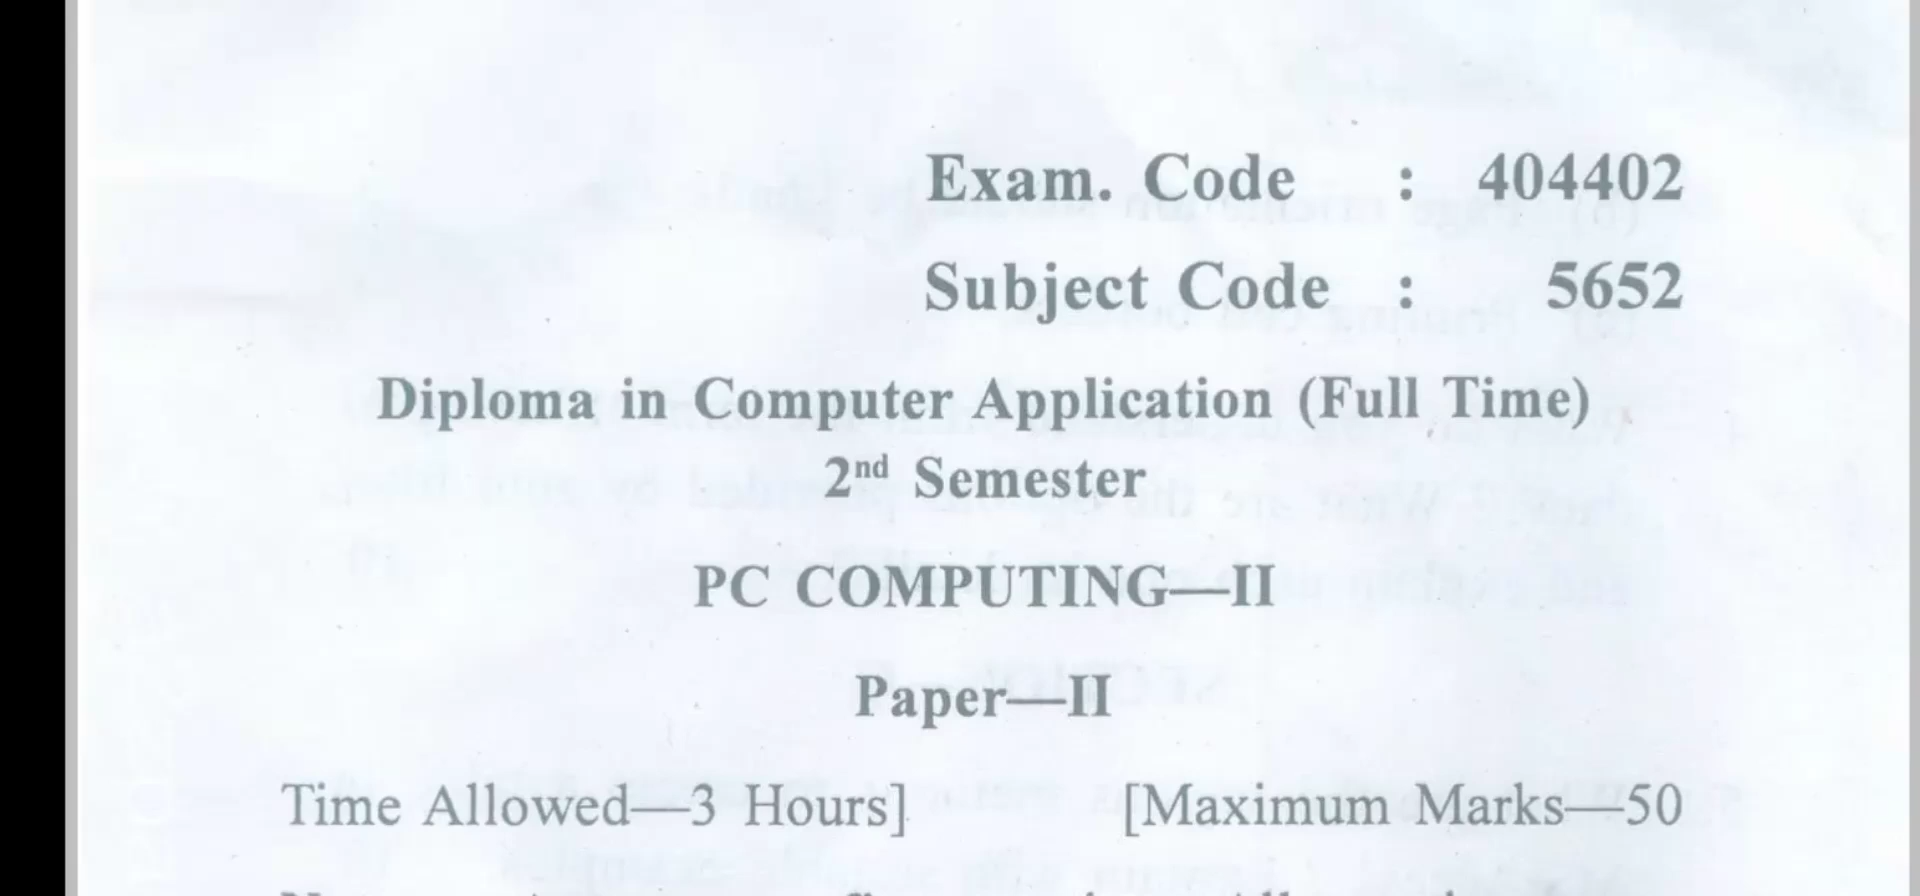 Exam. Code : 404402
Subject Code : 5652
Diploma in Computer Application (Full Time)
2nd Semester
PC COMPUTING—II
Paper—II
Time Allowed—3 Hours] [Maximum Marks—50